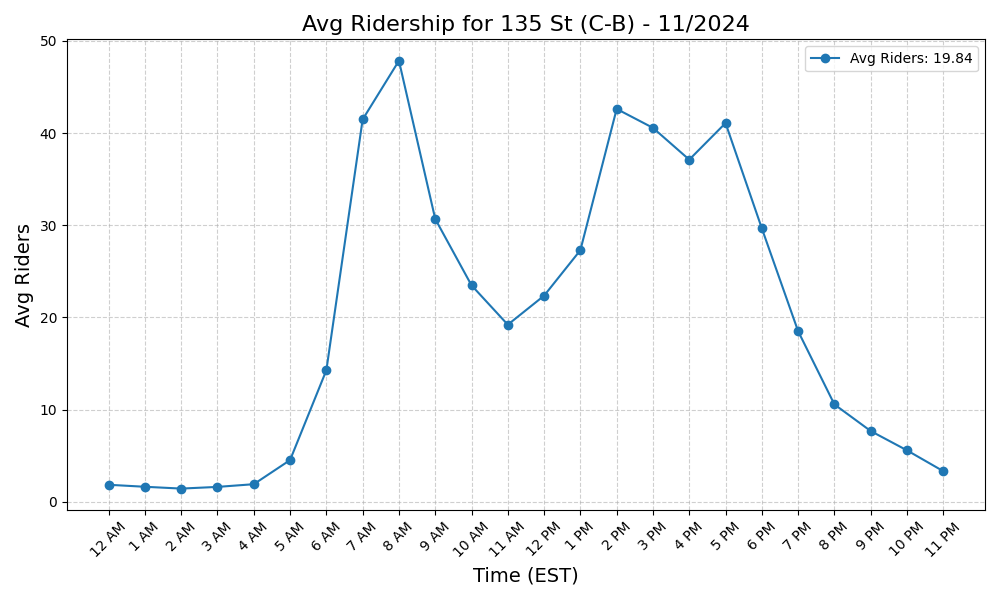 Avg Ridership for 135 St (C-B) - 11/2024
Avg Riders: 19.84
Avg Riders
50
40
30
20
10
0
12 AM
1 AM
2 AM
3 AM
4 AM
5 AM
6 AM
7 AM
8 AM
9 AM
10 AM
11 AM
12 PM
1 PM
2 PM
3 PM
4 PM
5 PM
6 PM
7 PM
8 PM
9 PM
10 PM
11 PM
Time (EST)